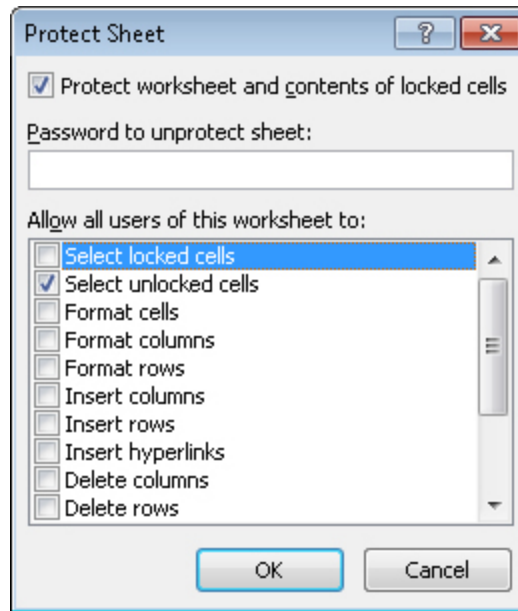 Protect Sheet
Protect worksheet and contents of locked cells
Password to unprotect sheet:
Allow all users of this worksheet to:
Select locked cells
Select unlocked cells
Format cells
Format columns
Format rows
Insert columns
Insert rows
Insert hyperlinks
Delete columns
Delete rows
OK Cancel